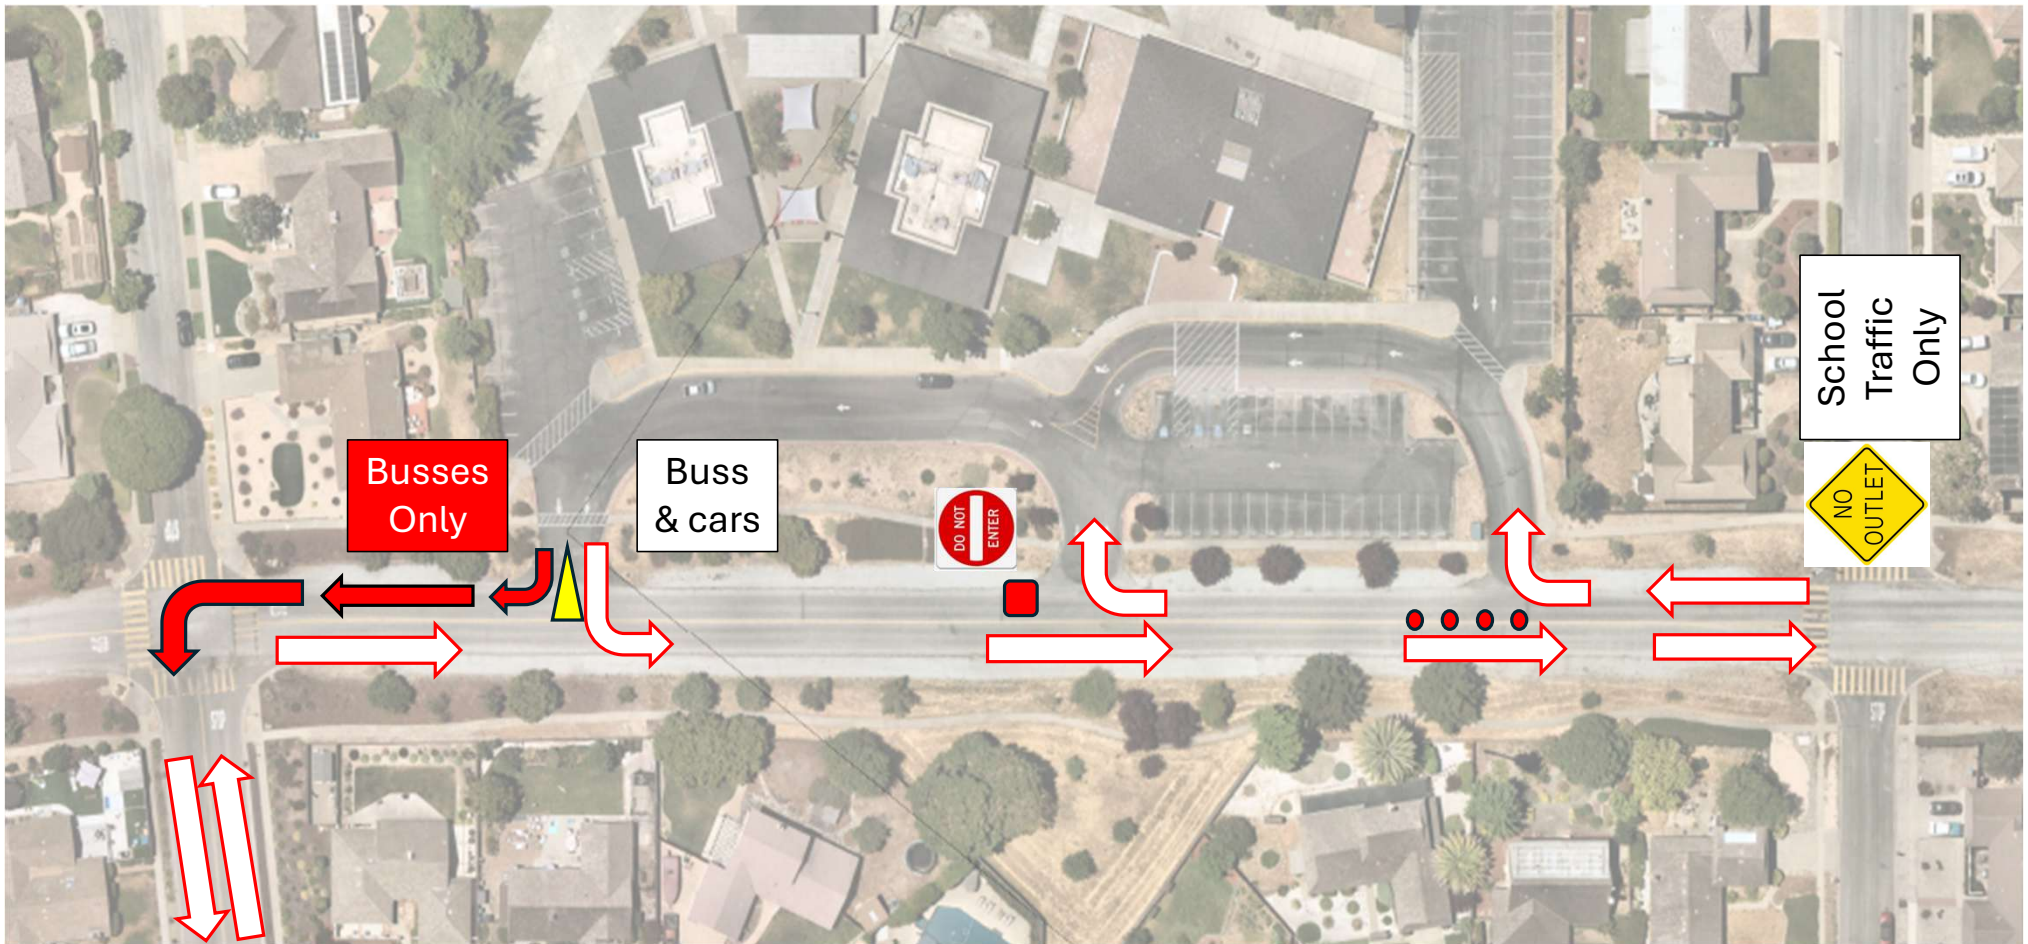 Busses
Only
Buss
& cars
DO NOT
ENTER
School
Traffic
Only
NO
OUTLET